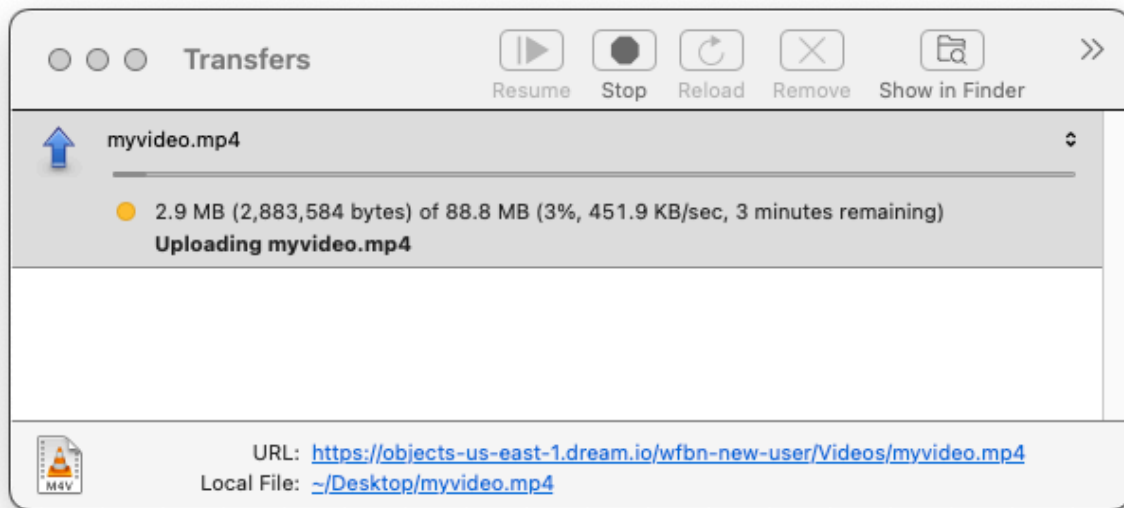 Transfers
Resume
Stop
Reload
Remove
Show in Finder
myvideo.mp4
2.9 MB (2,883,584 bytes) of 88.8 MB (3%, 451.9 KB/sec, 3 minutes remaining)
Uploading myvideo.mp4
M4V
URL: https://objects-us-east-1.dream.io/wfbn-new-user/Videos/myvideo.mp4
Local File: ~/Desktop/myvideo.mp4